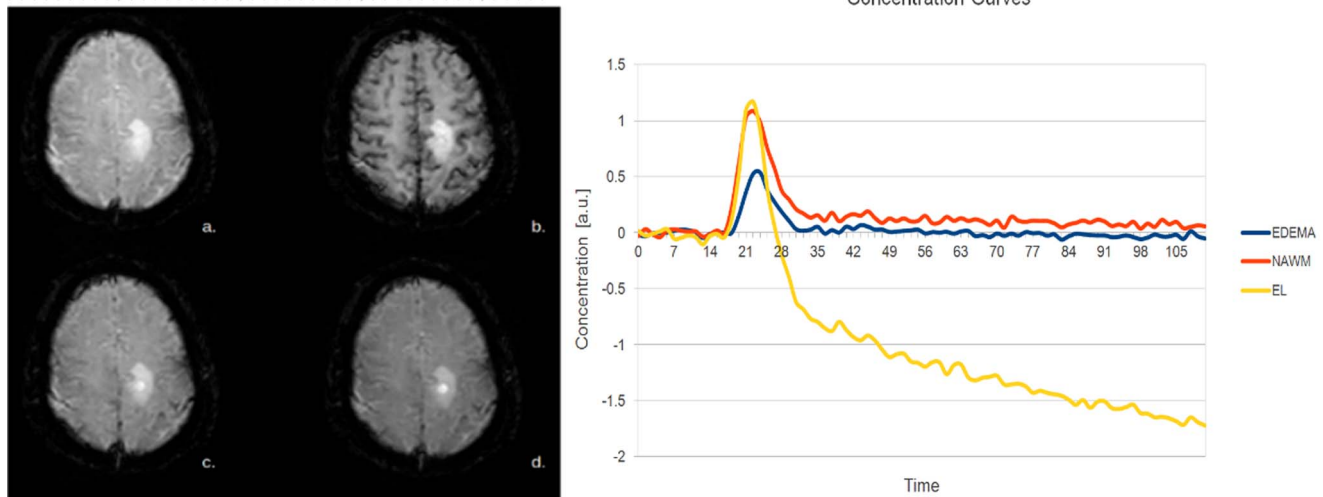 Concentration Curves
a.
b.
c.
d.
Concentration [a.u.]
1.5
1
0.5
0
-0.5
-1
-1.5
-2
0 7 14 21 28 35 42 49 56 63 70 77 84 91 98 105
Time
EDEMA
NAWM
EL